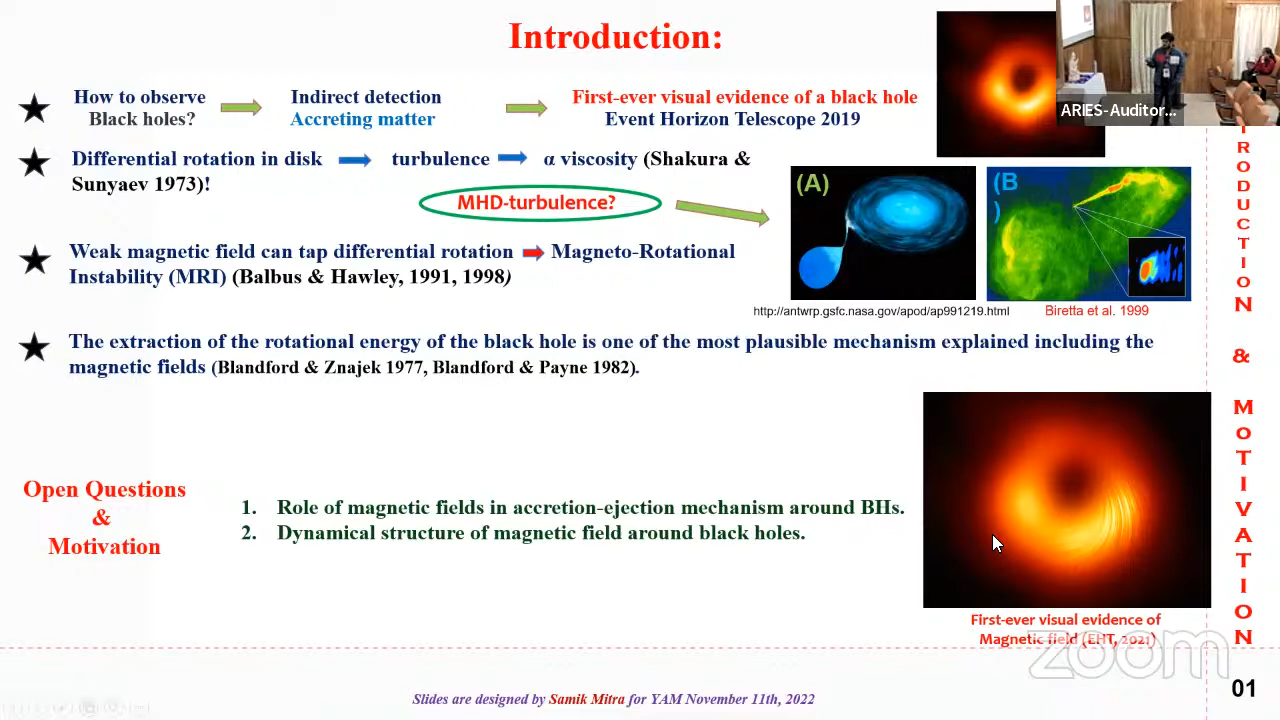 Introduction:
How to observe
Black holes?
Indirect detection
Accreting matter
First-ever visual evidence of a black hole
Event Horizon Telescope 2019
ARIES-Auditor...
Differential rotation in disk
turbulence
α viscosity (Shakura &
Sunyaev 1973)!
MHD-turbulence?
(A)
(B
)
Weak magnetic field can tap differential rotation
Magneto-Rotational
Instability (MRI) (Balbus & Hawley, 1991, 1998)
http://antwrp.gsfc.nasa.gov/apod/ap991219.html
Biretta et al. 1999
The extraction of the rotational energy of the black hole is one of the most plausible mechanism explained including the
magnetic fields (Blandford & Znajek 1977, Blandford & Payne 1982).
Open Questions
&
Motivation
1. Role of magnetic fields in accretion-ejection mechanism around BHs.
2. Dynamical structure of magnetic field around black holes.
First-ever visual evidence of
Magnetic field (EHT, 2021)
zoom
TRODUCTION & MOTIVATION
Slides are designed by Samik Mitra for YAM November 11th, 2022
01